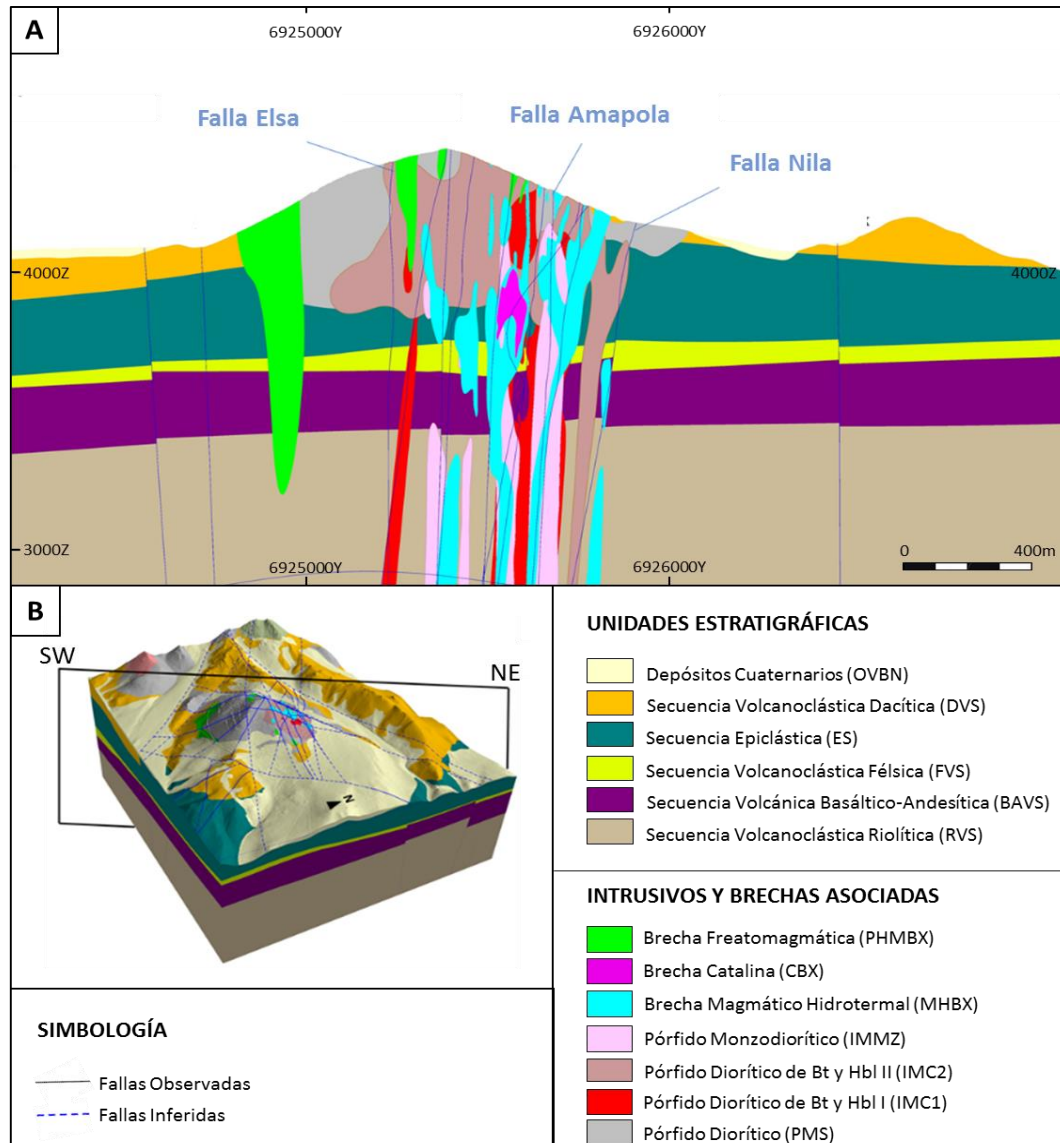 A
6925000Y
6926000Y
Falla Elsa
Falla Amapola
Falla Nila
4000Z
4000Z
3000Z
6925000Y
6926000Y
0
400m
B
SW
NE
N
SIMBOLOGÍA
Fallas Observadas
Fallas Inferidas
UNIDADES ESTRATIGRÁFICAS
Depósitos Cuaternarios (OVBN)
Secuencia Volcanoclástica Dacítica (DVS)
Secuencia Epiclástica (ES)
Secuencia Volcanoclástica Félsica (FVS)
Secuencia Volcánica Basáltico-Andesítica (BAVS)
Secuencia Volcanoclástica Riolítica (RVS)
INTRUSIVOS Y BRECHAS ASOCIADAS
Brecha Freatomagmática (PHMBX)
Brecha Catalina (CBX)
Brecha Magmático Hidrotermal (MHBX)
Pórfido Monzodiorítico (IMMZ)
Pórfido Diorítico de Bt y Hbl II (IMC2)
Pórfido Diorítico de Bt y Hbl I (IMC1)
Pórfido Diorítico (PMS)